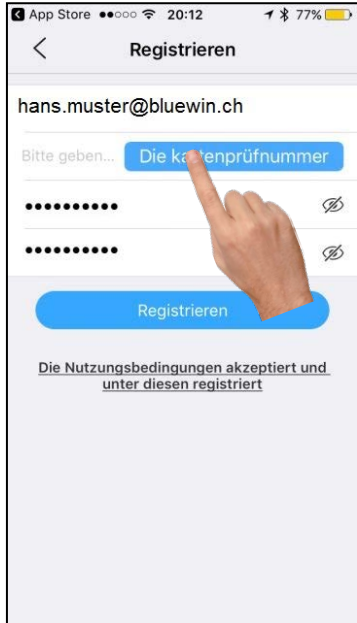 App Store 20:12 77%
Registrieren
hans.muster@bluewin.ch
Bitte geben... Die kartenprüfnummer
Registrieren
Die Nutzungsbedingungen akzeptiert und
unter diesen registriert